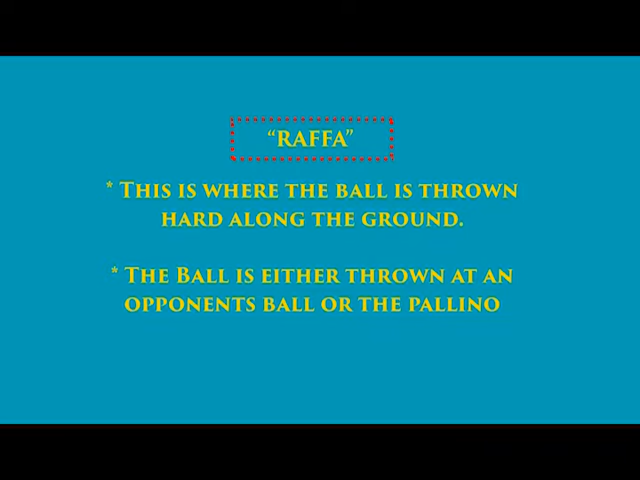 “RAFFA”
* THIS IS WHERE THE BALL IS THROWN
HARD ALONG THE GROUND.
* THE BALL IS EITHER THROWN AT AN
OPPONENTS BALL OR THE PALLINO